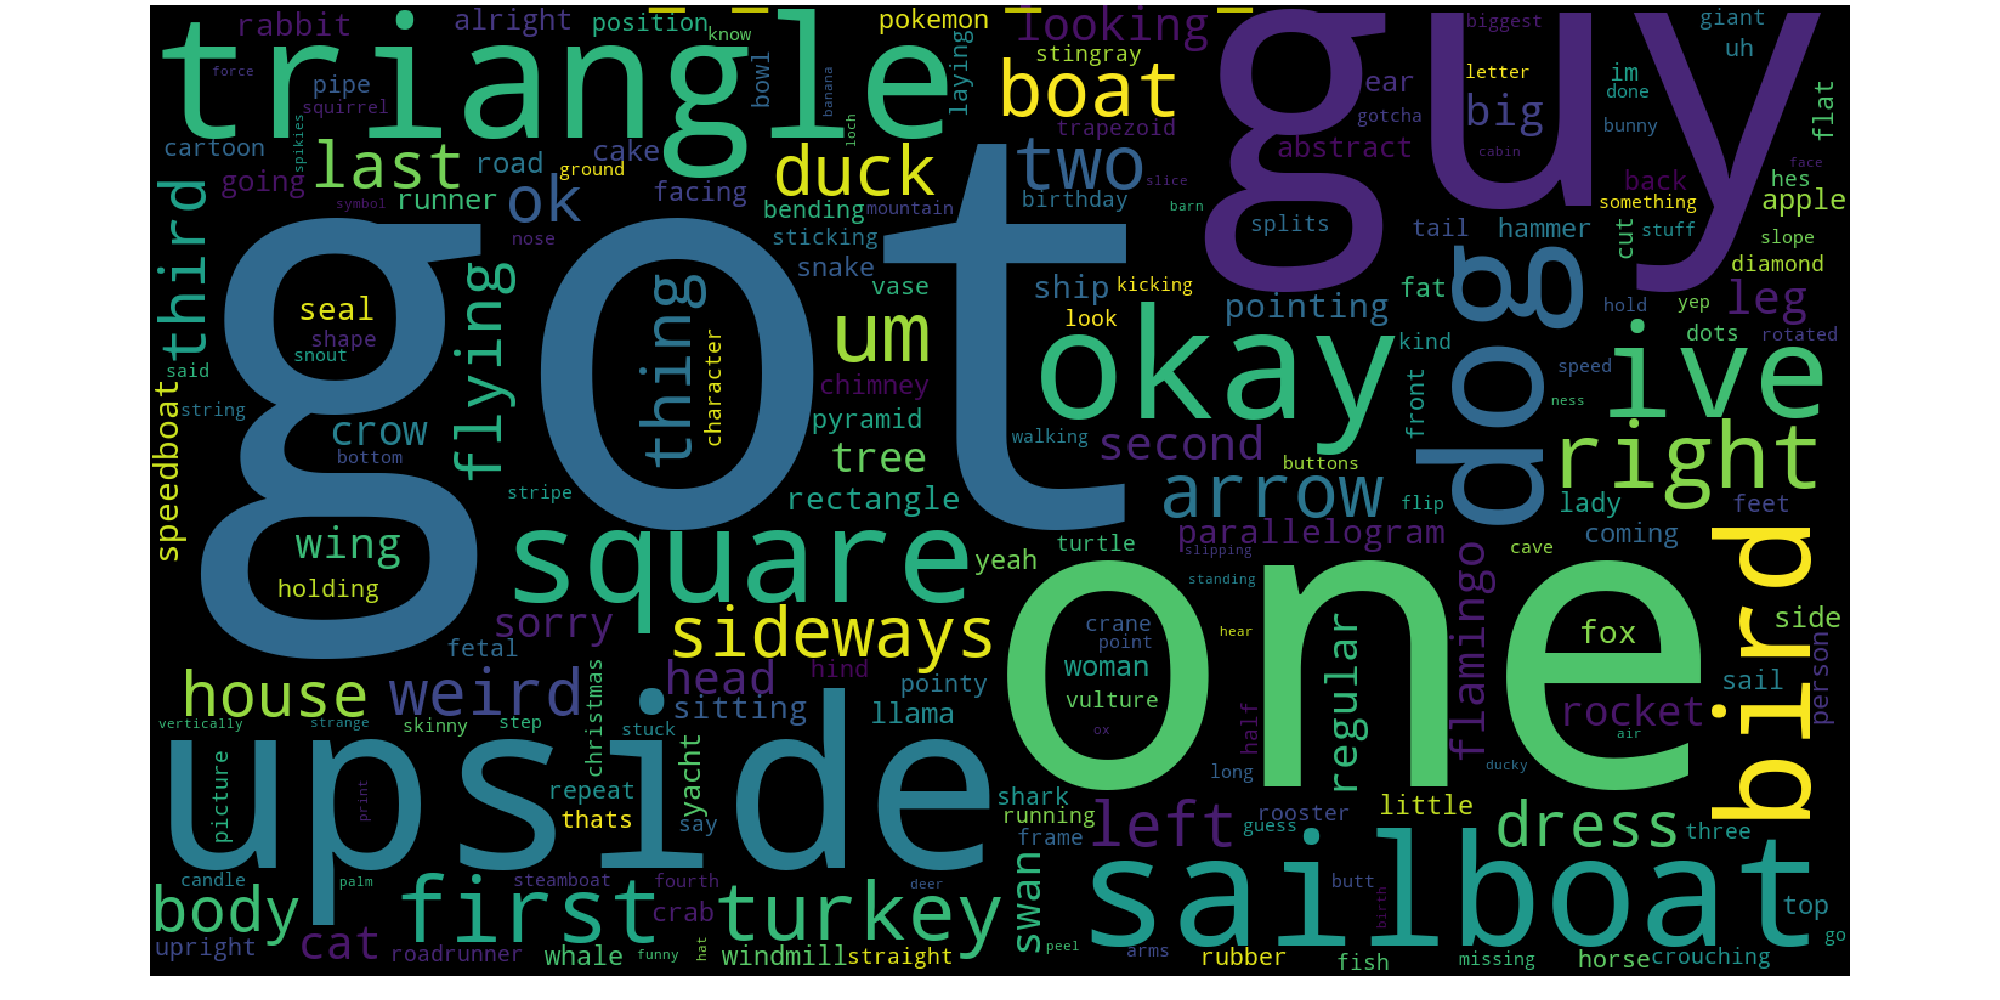 rabbit
alright
position
know
pokemon
looking
biggest
giant
uh
triangle
guy
force
pipe
squirrel
bowl
banana
laying
stingray
boat
ear
letter
im
done
big
gotcha
bunny
flat
spikies
loch
trapezoid
abstract
cabin
face
cartoon
last
road
cake
ground
duck
two
slice
back
hes
going
runner
ok
facing
bending
mountain
birthday
barn
something
apple
symbol
nose
third
sticking
splits
tail
hammer
cut
stuff
slope
snake
diamond
got
flying
thing
vase
ship
kicking
pointing
fat
dog
hold
yep
leg
seal
character
um
look
okay
kind
dots
rotated
shape
snout
said
chimney
speed
ive
speedboat
string
crow
bottom
pyramid
walking
second
front
ness
right
tree
buttons
stripe
rectangle
arrow
flip
lady
feet
wing
square
yeah
turtle
parallelogram
slipping
cave
coming
bird
holding
standing
flamingo
one
sorry
sideways
crane
point
hear
fox
side
fetal
regular
house
weird
christmas
head
hind
woman
sail
person
pointy
vulture
sitting
llama
rocket
vertically
strange
skinny
step
stuck
ox
half
air
upside
picture
print
yacht
long
ducky
repeat
shark
thats
say
running
left
rooster
little
dress
guess
three
frame
candle
palm
steamboat
fourth
deer
swan
sailboat
butt
birth
body
first
crab
turkey
top
upright
cat
roadrunner
whale
funny
hat
windmill
straight
peel
arms
rubber
fish
missing
horse
crouching
go